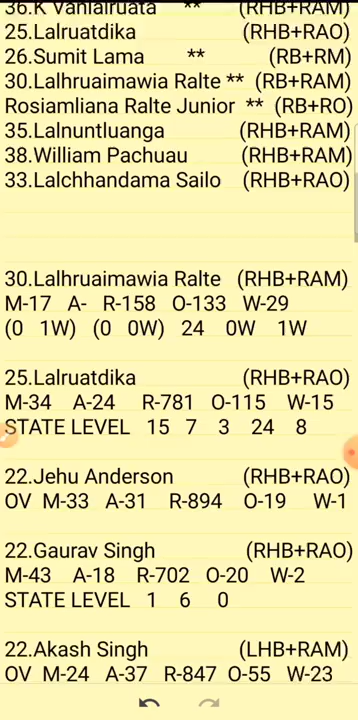 36.K Vanlalruata ** (RHB+RAM)
25.Lalruatdika (RHB+RAO)
26.Sumit Lama ** (RB+RM)
30.Lalhruaimawia Ralte ** (RB+RAM)
Rosiamliana Ralte Junior ** (RB+RO)
35.Lalnuntluanga (RHB+RAM)
38.William Pachuau (RHB+RAM)
33.Lalchhandama Sailo (RHB+RAO)
30.Lalhruaimawia Ralte (RHB+RAM)
M-17 A- R-158 O-133 W-29
(0 1W) (0 0W) 24 0W 1W
25.Lalruatdika (RHB+RAO)
M-34 A-24 R-781 O-115 W-15
STATE LEVEL 15 7 3 24 8
22.Jehu Anderson (RHB+RAO)
OV M-33 A-31 R-894 O-19 W-1
22.Gaurav Singh (RHB+RAO)
M-43 A-18 R-702 O-20 W-2
STATE LEVEL 1 6 0
22.Akash Singh (LHB+RAM)
OV M-24 A-37 R-847 O-55 W-23